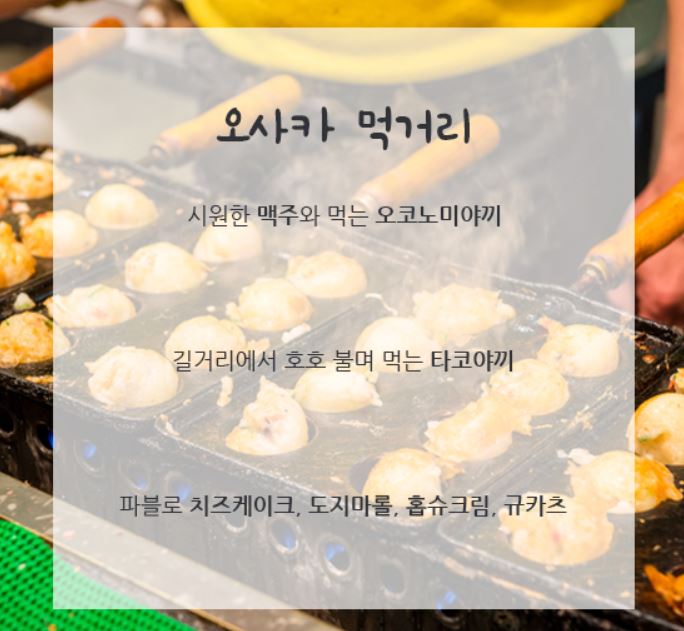 오사카 먹거리
시원한 맥주와 먹는 오코노미야끼
길거리에서 호호 불며 먹는 타코야끼
파블로 치즈케이크, 도지마롤, 홉슈크림, 규카츠